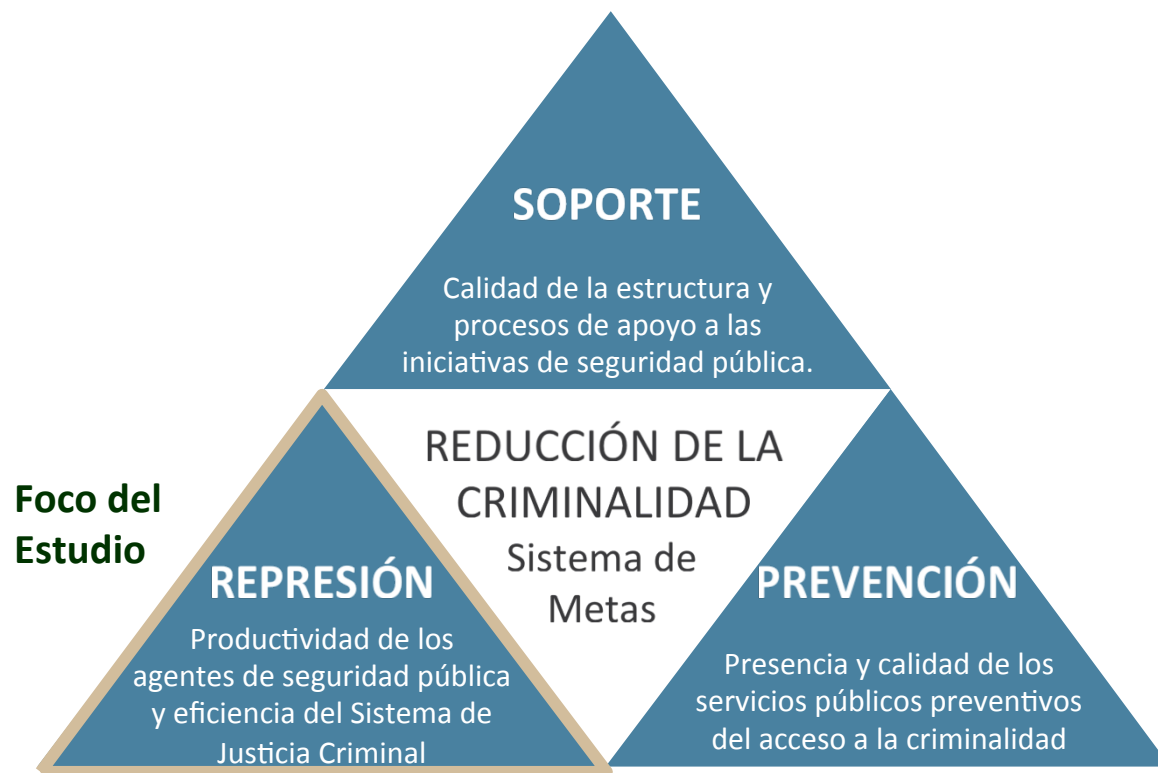 SOPORTE
Calidad de la estructura y
procesos de apoyo a las
iniciativas de seguridad pública.
REDUCCIÓN DE LA
CRIMINALIDAD
Sistema de
Metas
Foco del
Estudio
REPRESIÓN
Productividad de los
agentes de seguridad pública
y eficiencia del Sistema de
Justicia Criminal
PREVENCIÓN
Presencia y calidad de los
servicios públicos preventivos
del acceso a la criminalidad